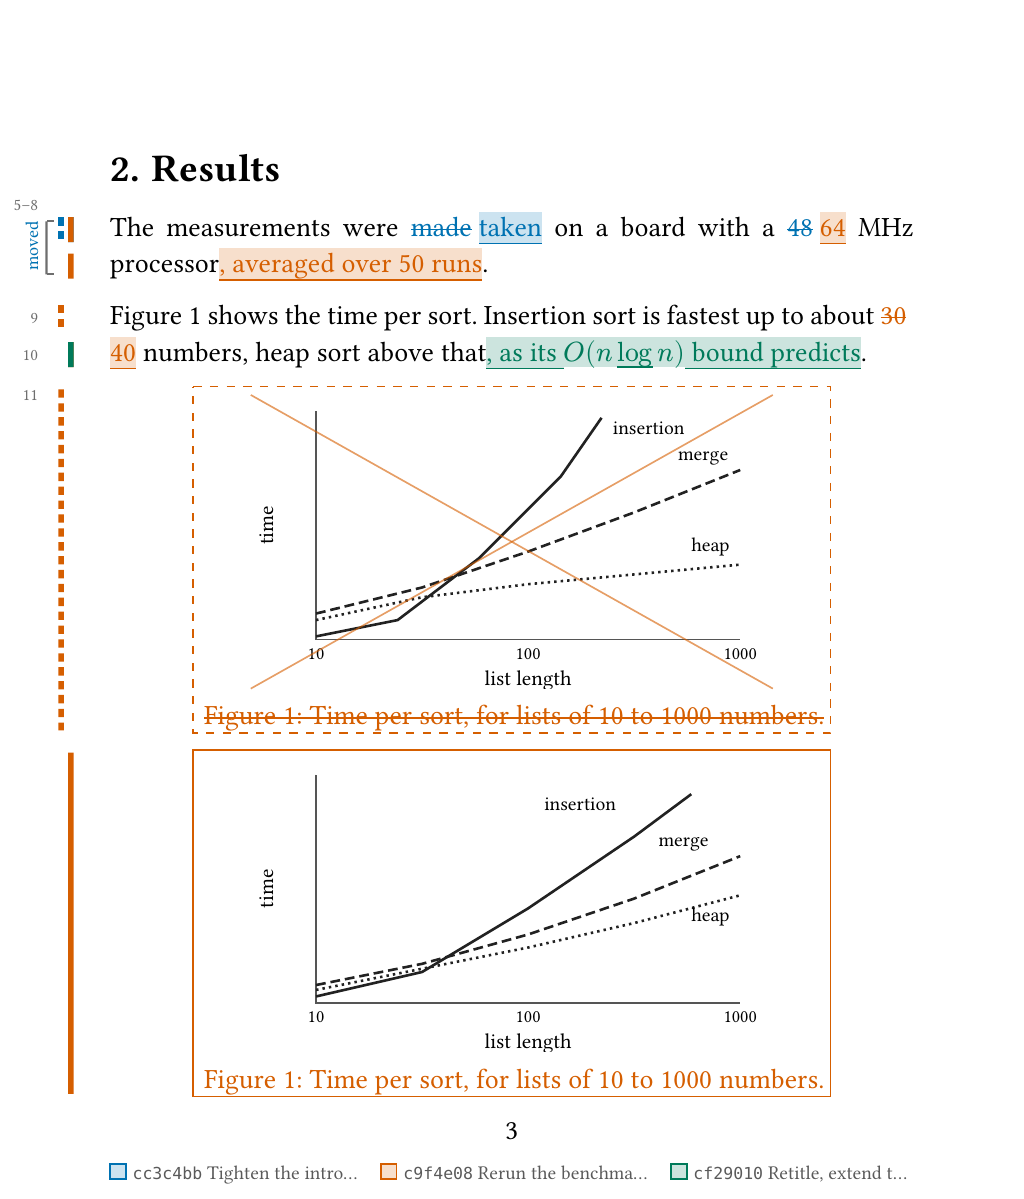 2. Results
5–8
moved
The measurements were made taken on a board with a 48 64 MHz
processor, averaged over 50 runs.
9
Figure 1 shows the time per sort. Insertion sort is fastest up to about 30
10
40 numbers, heap sort above that, as its O(n log n) bound predicts.
11
insertion
merge
time
heap
10 100 1000
list length
Figure 1: Time per sort, for lists of 10 to 1000 numbers.
insertion
merge
time
heap
10 100 1000
list length
Figure 1: Time per sort, for lists of 10 to 1000 numbers.
3
cc3c4bb Tighten the intro… c9f4e08 Rerun the benchma… cf29010 Retitle, extend t…